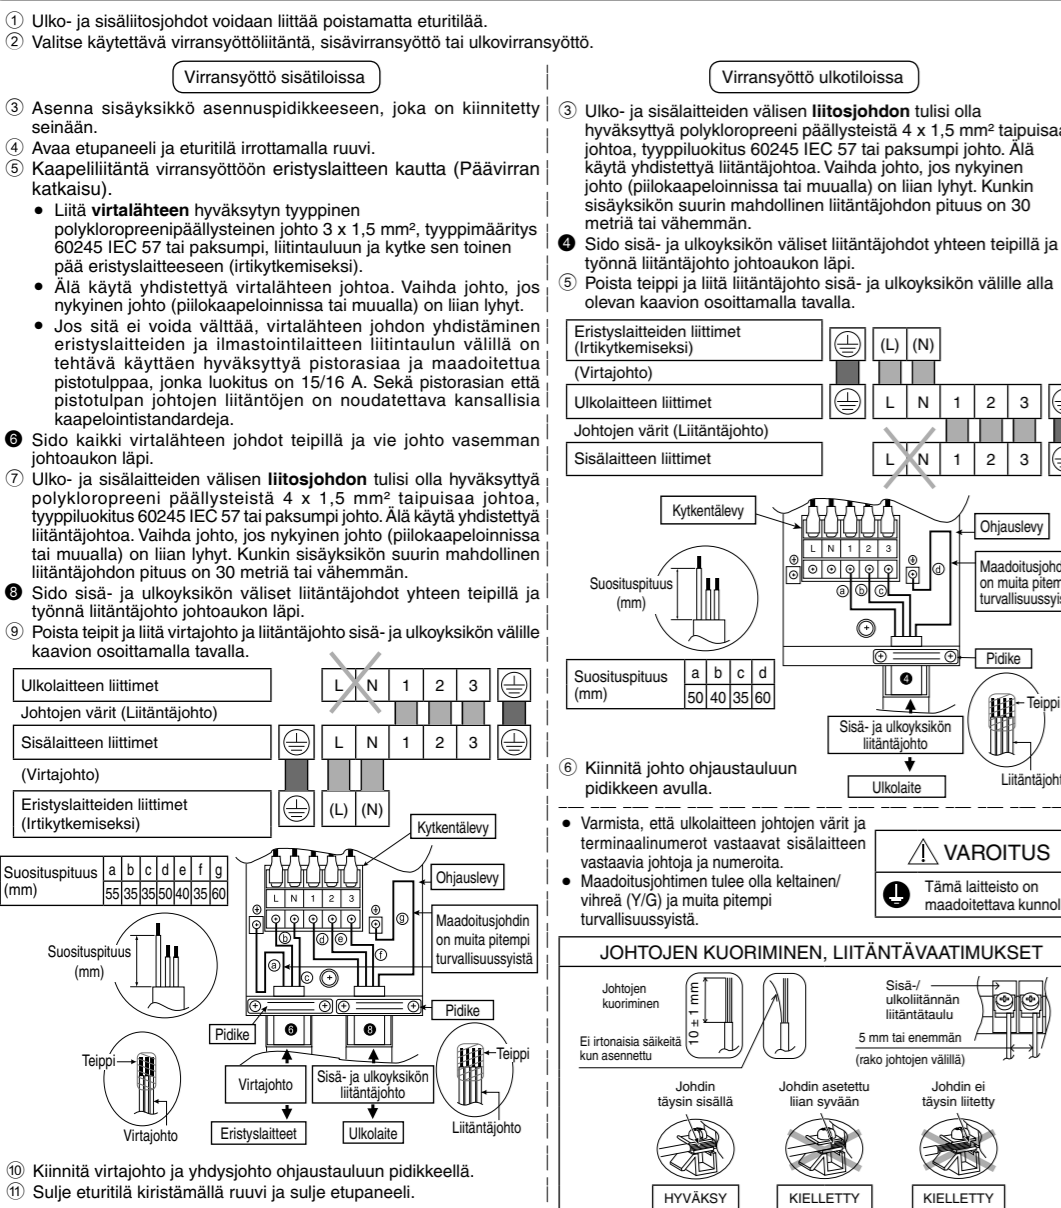 ① Ulko- ja sisäliitosjohdot voidaan liittää poistamatta eturitilää.
② Valitse käytettävä virransyöttöliitäntä, sisävirransyöttö tai ulkovirransyöttö.
Virransyöttö sisätiloissa
③ Asenna sisäyksikkö asennuspidikkeeseen, joka on kiinnitetty
seinään.
④ Avaa etupaneeli ja eturitilä irrottamalla ruuvi.
⑤ Kaapeliliitäntä virransyöttöön eristyslaitteen kautta (Päävirran
katkaisu).
• Liitä virtalähteen hyväksytyn tyyppinen
polykloropreenipäällysteinen johto 3 x 1,5 mm², tyyppimääritys
60245 IEC 57 tai paksumpi, liitintauluun ja kytke sen toinen
pää eristyslaitteeseen (irtikytkemiseksi).
• Älä käytä yhdistettyä virtalähteen johtoa. Vaihda johto, jos
nykyinen johto (piilokaapeloinnissa tai muualla) on liian lyhyt.
• Jos sitä ei voida välttää, virtalähteen johdon yhdistäminen
eristyslaitteiden ja ilmastointilaitteen liitintaulun välillä on
tehtävä käyttäen hyväksyttyä pistorasiaa ja maadoitettua
pistotulppaa, jonka luokitus on 15/16 A. Sekä pistorasian että
pistotulpan johtojen liitäntöjen on noudatettava kansallisia
kaapelointistandardeja.
❻ Sido kaikki virtalähteen johdot teipillä ja vie johto vasemman
johtoaukon läpi.
⑦ Ulko- ja sisälaitteiden välisen liitosjohdon tulisi olla hyväksyttyä
polykloropreeni päällysteistä 4 x 1,5 mm² taipuisaa johtoa,
tyyppiluokitus 60245 IEC 57 tai paksumpi johto. Älä käytä yhdistettyä
liitäntäjohtoa. Vaihda johto, jos nykyinen johto (piilokaapeloinnissa
tai muualla) on liian lyhyt. Kunkin sisäyksikön suurin mahdollinen
liitäntäjohdon pituus on 30 metriä tai vähemmän.
❽ Sido sisä- ja ulkoyksikön väliset liitäntäjohdot yhteen teipillä ja
työnnä liitäntäjohto johtoaukon läpi.
⑨ Poista teipit ja liitä virtajohto ja liitäntäjohto sisä- ja ulkoyksikön välille
kaavion osoittamalla tavalla.
Ulkolaitteen liittimet L N 1 2 3
Johtojen värit (Liitäntäjohto)
Sisälaitteen liittimet L N 1 2 3
(Virtajohto)
Eristyslaitteiden liittimet
(Irtikytkemiseksi) (L) (N)
Kytkentälevy
Suosituspituus
(mm)
a b c d e f g
55 35 35 50 40 35 60
Ohjauslevy
L N 1 2 3
Maadoitusjohdin
on muita pitempi
turvallisuussyistä
Suosituspituus
(mm)
ⓐ ⓑ ⓒ ⓓ ⓔ ⓕ ⓖ
Pidike
Pidike
❻ ❽
Teippi
Virtajohto
Virtajohto
Eristyslaitteet
Sisä- ja ulkoyksikön
liitäntäjohto
Ulkolaite
Teippi
Liitäntäjohto
⑩ Kiinnitä virtajohto ja yhdysjohto ohjaustauluun pidikkeellä.
⑪ Sulje eturitilä kiristämällä ruuvi ja sulje etupaneeli.
Virransyöttö ulkotiloissa
③ Ulko- ja sisälaitteiden välisen liitosjohdon tulisi olla
hyväksyttyä polykloropreeni päällysteistä 4 x 1,5 mm² taipuisaa
johtoa, tyyppiluokitus 60245 IEC 57 tai paksumpi johto. Älä
käytä yhdistettyä liitäntäjohtoa. Vaihda johto, jos nykyinen
johto (piilokaapeloinnissa tai muualla) on liian lyhyt. Kunkin
sisäyksikön suurin mahdollinen liitäntäjohdon pituus on 30
metriä tai vähemmän.
❹ Sido sisä- ja ulkoyksikön väliset liitäntäjohdot yhteen teipillä ja
työnnä liitäntäjohto johtoaukon läpi.
⑤ Poista teippi ja liitä liitäntäjohto sisä- ja ulkoyksikön välille alla
olevan kaavion osoittamalla tavalla.
Eristyslaitteiden liittimet
(Irtikytkemiseksi) (L) (N)
(Virtajohto)
Ulkolaitteen liittimet L N 1 2 3
Johtojen värit (Liitäntäjohto)
Sisälaitteen liittimet L N 1 2 3
Kytkentälevy
Ohjauslevy
L N 1 2 3
Maadoitusjohd
on muita pitem
turvallisuussyis
Suosituspituus
(mm)
ⓐ ⓑ ⓒ ⓓ
Pidike
Suosituspituus
(mm)
a b c d
50 40 35 60
❹
Teippi
Sisä- ja ulkoyksikön
liitäntäjohto
Ulkolaite
Liitäntäjoht
⑥ Kiinnitä johto ohjaustauluun
pidikkeen avulla.
• Varmista, että ulkolaitteen johtojen värit ja
terminaalinumerot vastaavat sisälaitteen
vastaavia johtoja ja numeroita.
• Maadoitusjohtimen tulee olla keltainen/
vihreä (Y/G) ja muita pitempi
turvallisuussyistä.
VAROITUS
Tämä laitteisto on
maadoitettava kunnol
JOHTOJEN KUORIMINEN, LIITÄNTÄVAATIMUKSET
Johtojen
kuoriminen
10 ± 1 mm
Ei irtonaisia säikeitä
kun asennettu
Sisä-/
ulkoliitännän
liitäntätaulu
5 mm tai enemmän
(rako johtojen välillä)
Johdin
täysin sisällä
Johdin asetettu
liian syvään
Johdin ei
täysin liitetty
HYVÄKSY
KIELLETTY
KIELLETTY